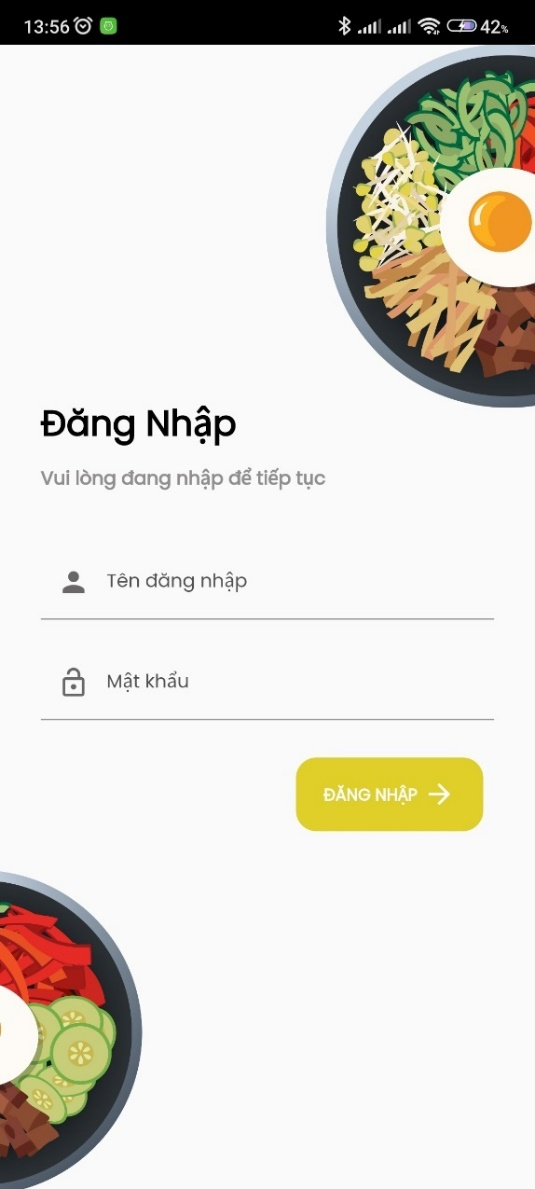 13:56 42%
Đăng Nhập
Vui lòng đang nhập để tiếp tục
Tên đăng nhập
Mật khẩu
ĐĂNG NHẬP